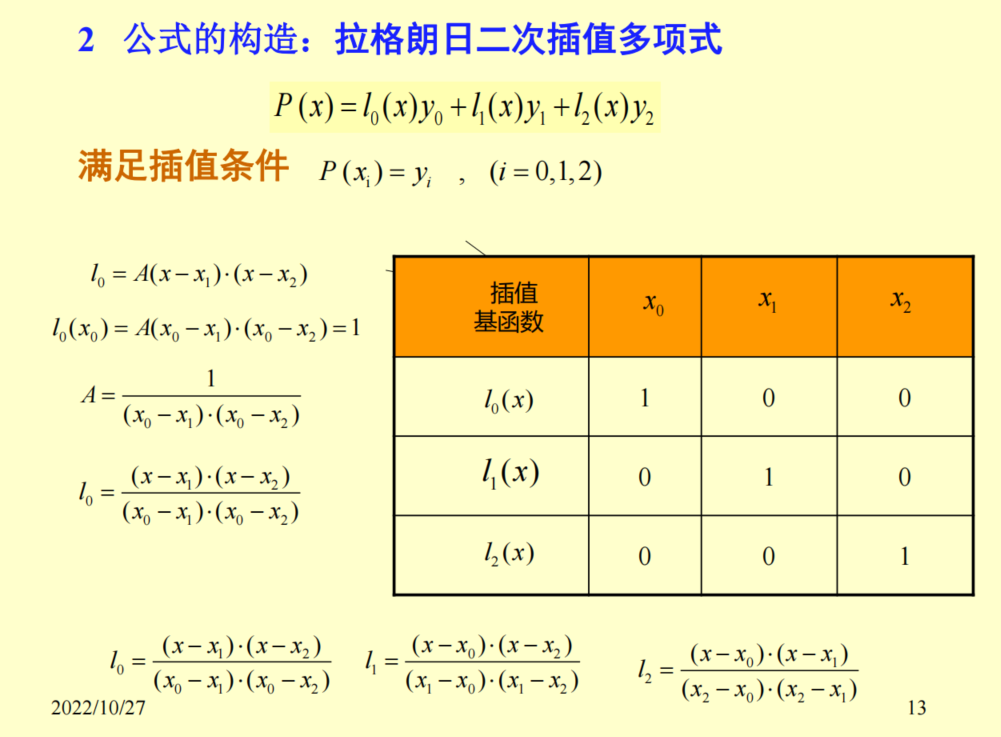 2 公式的构造：拉格朗日二次插值多项式
P(x)=l₀(x)y₀+l₁(x)y₁+l₂(x)y₂
满足插值条件 P(xᵢ)=yᵢ , (i=0,1,2)
l₀=A(x−x₁)·(x−x₂)
l₀(x₀)=A(x₀−x₁)·(x₀−x₂)=1
A=1/((x₀−x₁)·(x₀−x₂))
l₀=(x−x₁)·(x−x₂)/((x₀−x₁)·(x₀−x₂))
插值
基函数 x₀ x₁ x₂
l₀(x) 1 0 0
l₁(x) 0 1 0
l₂(x) 0 0 1
l₀=(x−x₁)·(x−x₂)/((x₀−x₁)·(x₀−x₂)) l₁=(x−x₀)·(x−x₂)/((x₁−x₀)·(x₁−x₂)) l₂=(x−x₀)·(x−x₁)/((x₂−x₀)·(x₂−x₁))
2022/10/27 13